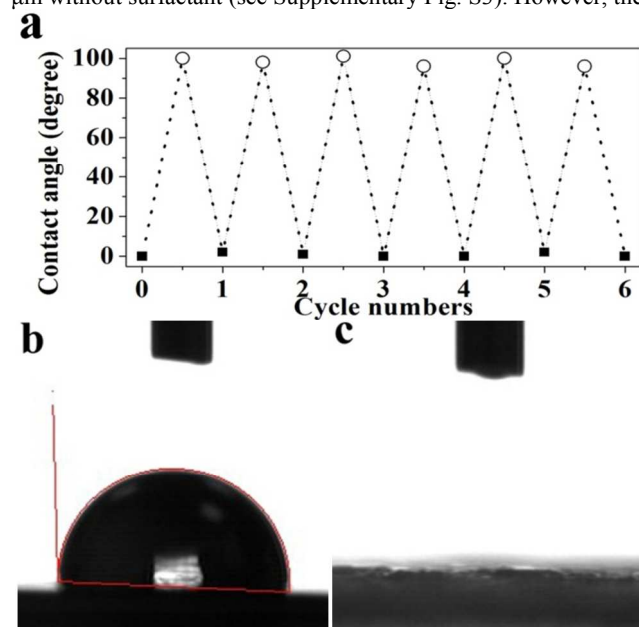 μm without surfactant (see Supplementary Fig. S5). However, the
a
100
80
60
40
20
0
Contact angle (degree)
0 1 2 3 4 5 6
Cycle numbers
b
c